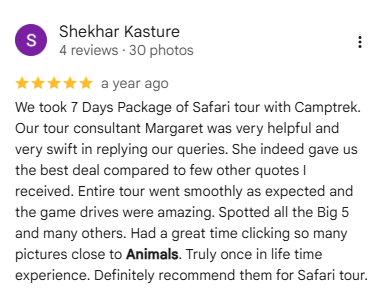 S
Shekhar Kasture
4 reviews · 30 photos
a year ago
We took 7 Days Package of Safari tour with Camptrek.
Our tour consultant Margaret was very helpful and
very swift in replying our queries. She indeed gave us
the best deal compared to few other quotes I
received. Entire tour went smoothly as expected and
the game drives were amazing. Spotted all the Big 5
and many others. Had a great time clicking so many
pictures close to Animals. Truly once in life time
experience. Definitely recommend them for Safari tour.